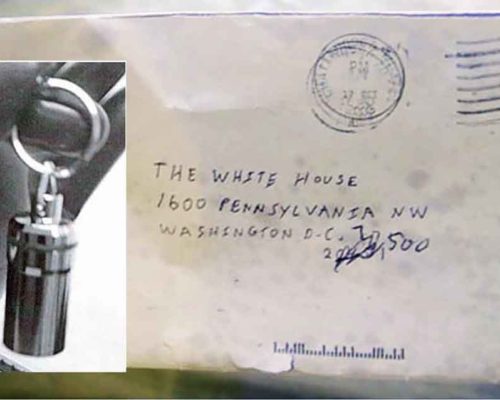 THE WHITE HOUSE
1600 PENNSYLVANIA NW
WASHINGTON D.C.
500